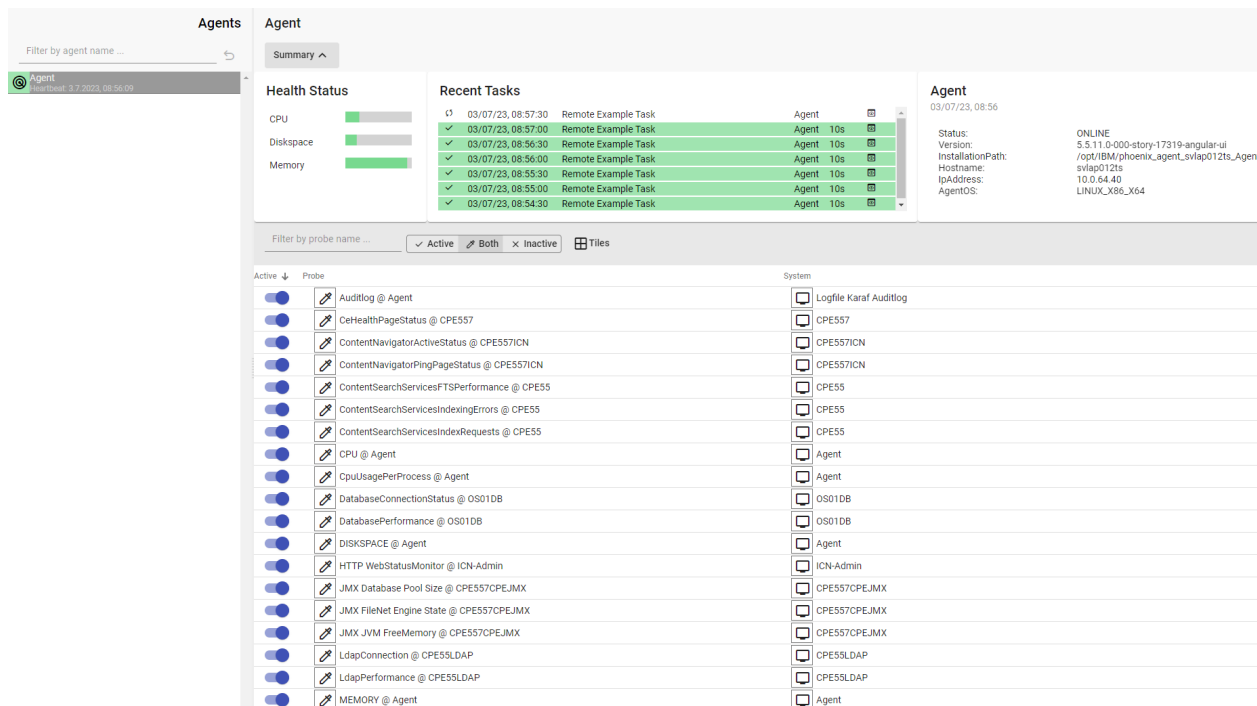 Agents
Filter by agent name ...
Agent
Heartbeat: 3.7.2023, 08:56:09
Agent
Summary
Health Status
CPU
Diskspace
Memory
Recent Tasks
03/07/23, 08:57:30 Remote Example Task Agent
03/07/23, 08:57:00 Remote Example Task Agent 10s
03/07/23, 08:56:30 Remote Example Task Agent 10s
03/07/23, 08:56:00 Remote Example Task Agent 10s
03/07/23, 08:55:30 Remote Example Task Agent 10s
03/07/23, 08:55:00 Remote Example Task Agent 10s
03/07/23, 08:54:30 Remote Example Task Agent 10s
Agent
03/07/23, 08:56
Status: ONLINE
Version: 5.5.11.0-000-story-17319-angular-ui
InstallationPath: /opt/IBM/phoenix_agent_svlap012ts_Agen
Hostname: svlap012ts
IpAddress: 10.0.64.40
AgentOS: LINUX_X86_X64
Filter by probe name ...
Active Both Inactive Tiles
Active Probe System
Auditlog @ Agent Logfile Karaf Auditlog
CeHealthPageStatus @ CPE557 CPE557
ContentNavigatorActiveStatus @ CPE557ICN CPE557ICN
ContentNavigatorPingPageStatus @ CPE557ICN CPE557ICN
ContentSearchServicesFTSPerformance @ CPE55 CPE55
ContentSearchServicesIndexingErrors @ CPE55 CPE55
ContentSearchServicesIndexRequests @ CPE55 CPE55
CPU @ Agent Agent
CpuUsagePerProcess @ Agent Agent
DatabaseConnectionStatus @ OS01DB OS01DB
DatabasePerformance @ OS01DB OS01DB
DISKSPACE @ Agent Agent
HTTP WebStatusMonitor @ ICN-Admin ICN-Admin
JMX Database Pool Size @ CPE557CPEJMX CPE557CPEJMX
JMX FileNet Engine State @ CPE557CPEJMX CPE557CPEJMX
JMX JVM FreeMemory @ CPE557CPEJMX CPE557CPEJMX
LdapConnection @ CPE55LDAP CPE55LDAP
LdapPerformance @ CPE55LDAP CPE55LDAP
MEMORY @ Agent Agent